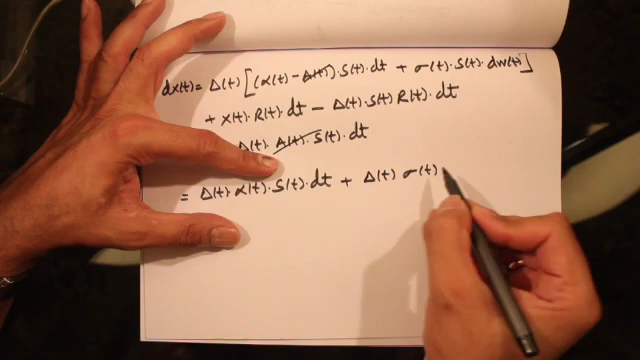 dX(t) = Δ(t) [(α(t) - A(t)) · S(t) · dt + σ(t) · S(t) · dW(t)]
+ X(t) · R(t) · dt - Δ(t) · S(t) R(t) · dt
Δ(t) · A(t) · S(t) · dt
= Δ(t) · α(t) · S(t) · dt + Δ(t) σ(t)